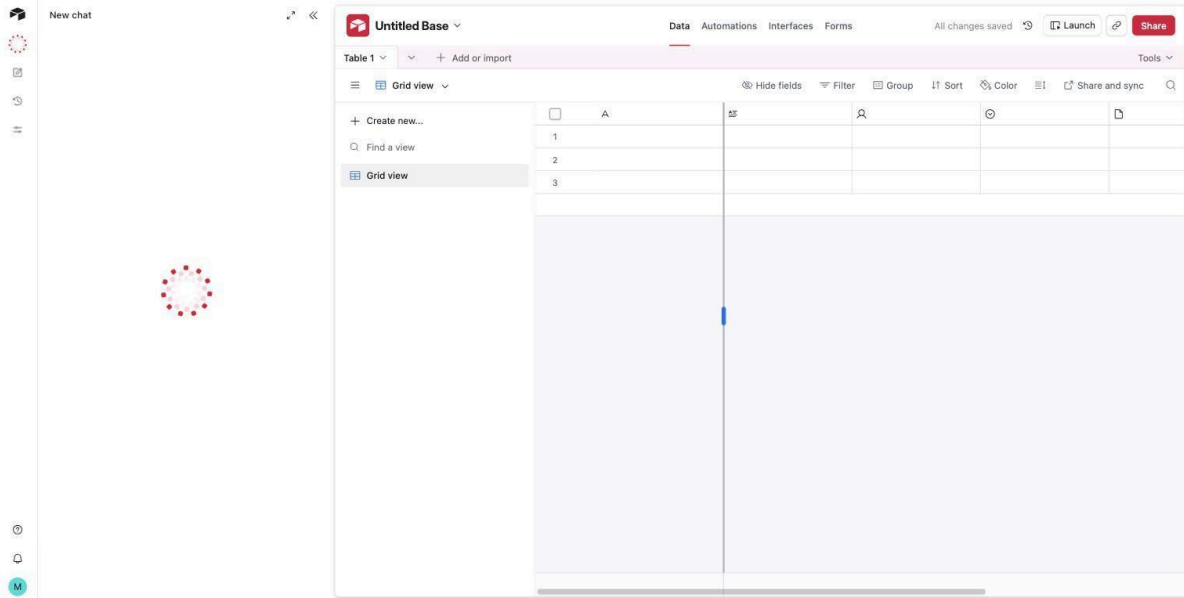 New chat
Untitled Base
Data Automations Interfaces Forms
All changes saved
Launch
Share
Table 1
Add or import
Tools
Grid view
Hide fields Filter Group Sort Color Share and sync
Create new...
Find a view
Grid view
A
1
2
3
M